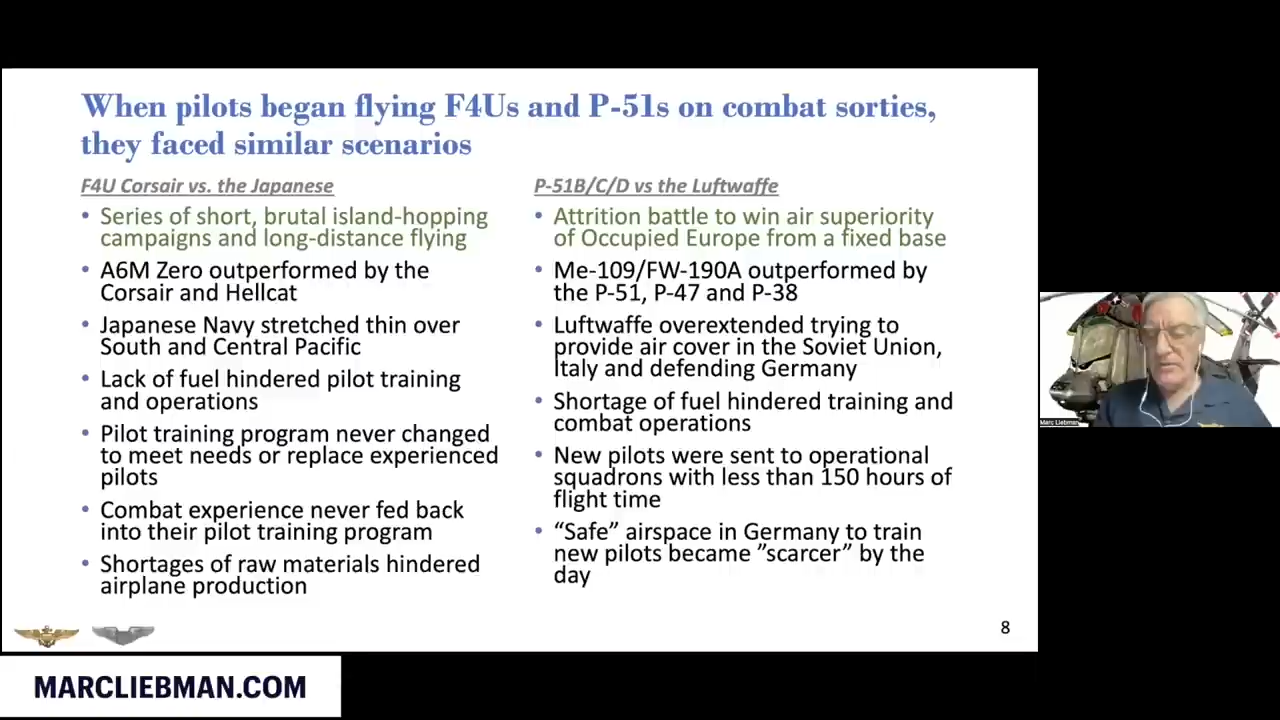 When pilots began flying F4Us and P-51s on combat sorties,
they faced similar scenarios
F4U Corsair vs. the Japanese
• Series of short, brutal island-hopping
campaigns and long-distance flying
• A6M Zero outperformed by the
Corsair and Hellcat
• Japanese Navy stretched thin over
South and Central Pacific
• Lack of fuel hindered pilot training
and operations
• Pilot training program never changed
to meet needs or replace experienced
pilots
• Combat experience never fed back
into their pilot training program
• Shortages of raw materials hindered
airplane production
P-51B/C/D vs the Luftwaffe
• Attrition battle to win air superiority
of Occupied Europe from a fixed base
• Me-109/FW-190A outperformed by
the P-51, P-47 and P-38
• Luftwaffe overextended trying to
provide air cover in the Soviet Union,
Italy and defending Germany
• Shortage of fuel hindered training and
combat operations
• New pilots were sent to operational
squadrons with less than 150 hours of
flight time
• “Safe” airspace in Germany to train
new pilots became ”scarcer” by the
day
8
Marc Liebman
MARCLIEBMAN.COM